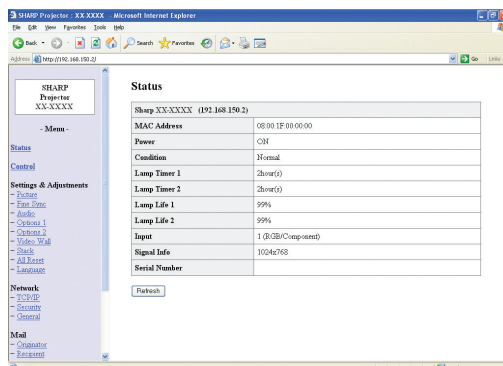 SHARP Projector : XX-XXXX - Microsoft Internet Explorer
File Edit View Favorites Tools Help
Back Search Favorites
Address http://192.168.150.2/ Go Links
SHARP
Projector
XX-XXXX
- Menu -
Status
Control
Settings & Adjustments
- Picture
- Fine Sync
- Audio
- Options 1
- Options 2
- Video Wall
- Stack
- All Reset
- Language
Network
- TCP/IP
- Security
- General
Mail
- Originator
- Recipient
Status
Sharp XX-XXXX (192.168.150.2)
MAC Address 08:00:1F:00:00:00
Power ON
Condition Normal
Lamp Timer 1 2hour(s)
Lamp Timer 2 2hour(s)
Lamp Life 1 99%
Lamp Life 2 99%
Input 1 (RGB/Component)
Signal Info 1024x768
Serial Number
Refresh